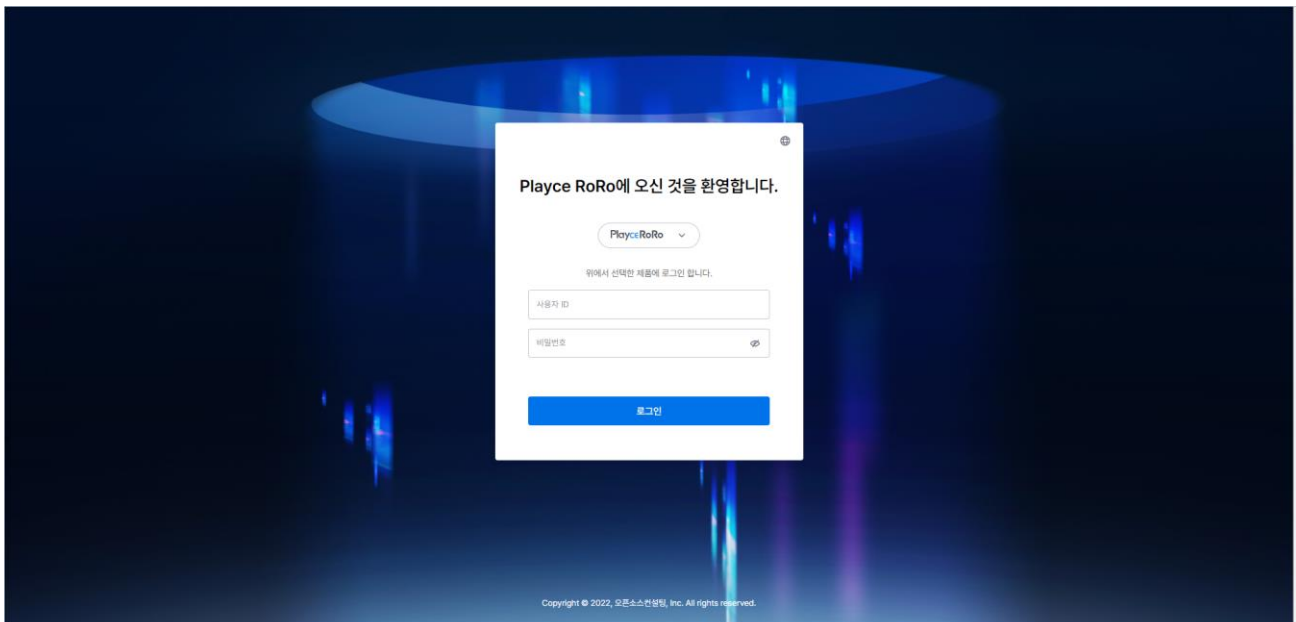 Playce RoRo에 오신 것을 환영합니다.
PlayceRoRo
위에서 선택한 제품에 로그인 합니다.
사용자 ID
비밀번호
로그인
Copyright © 2022, 오픈소스컨설팅, Inc. All rights reserved.